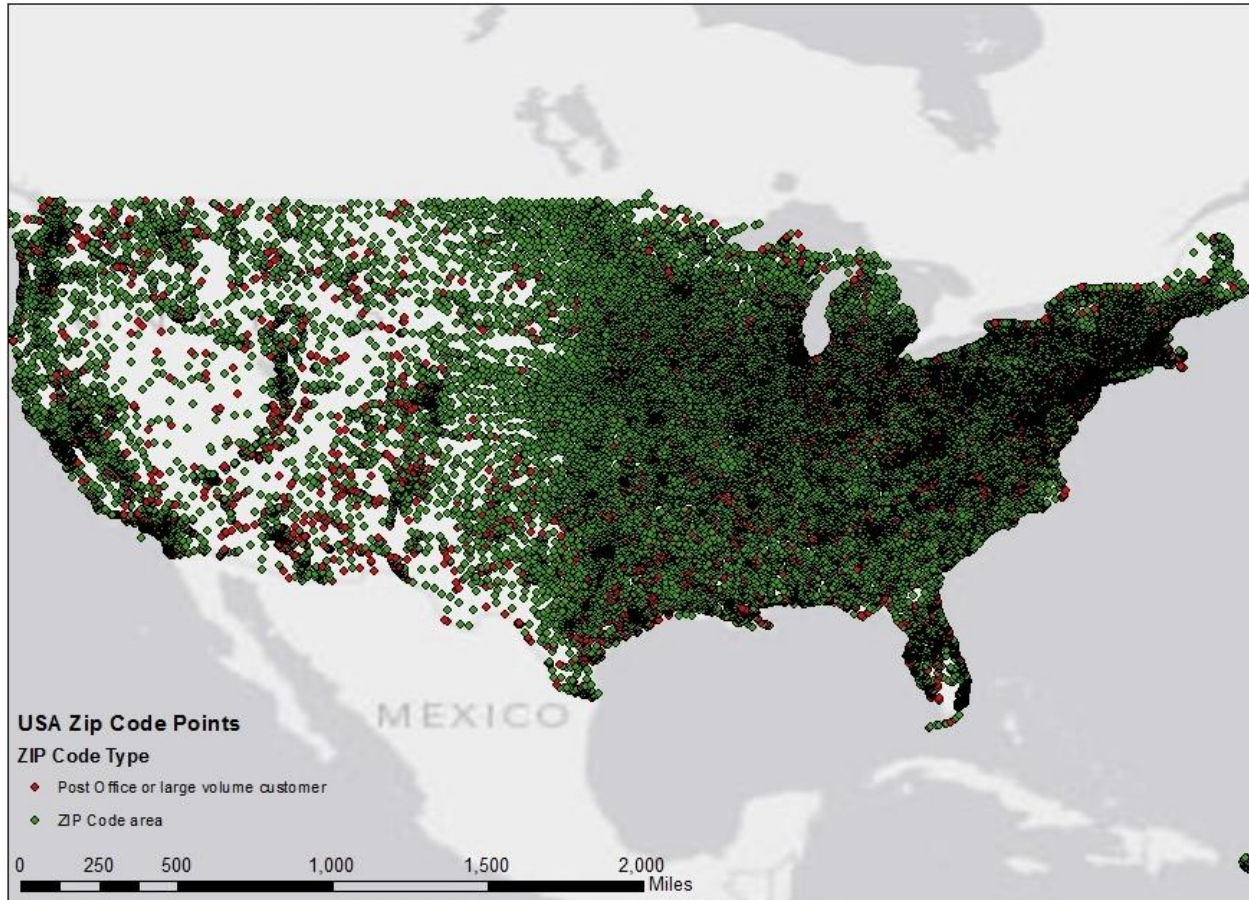 MEXICO
USA Zip Code Points
ZIP Code Type
Post Office or large volume customer
ZIP Code area
0 250 500 1,000 1,500 2,000
Miles